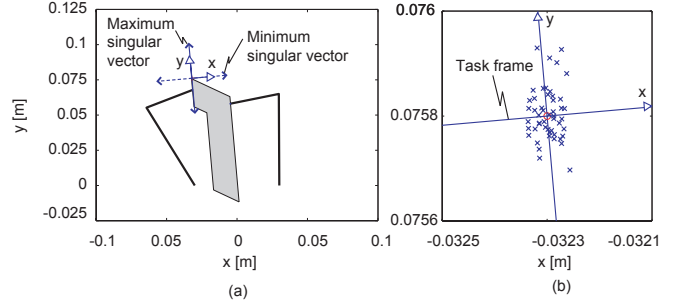 0.125
0.1
0.075
0.05
0.025
0
-0.025
y [m]
Maximum
singular
vector
Minimum
singular vector
y
x
-0.1
-0.05
0
0.05
0.1
x [m]
(a)
0.076
0.0758
0.0756
y
Task frame
x
-0.0325
-0.0323
-0.0321
x [m]
(b)